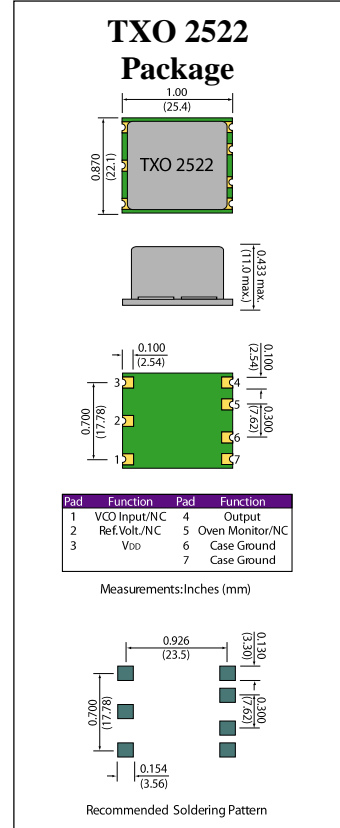 TXO 2522
Package
1.00
(25.4)
0.870
(22.1)
TXO 2522
0.433 max.
(11.0 max.)
0.100
(2.54)
0.100
(2.54)
0.700
(17.78)
0.300
(7.62)
3
4
5
2
6
1
7
Pad Function Pad Function
1 VCO Input/NC 4 Output
2 Ref.Volt./NC 5 Oven Monitor/NC
3 VDD 6 Case Ground
7 Case Ground
Measurements:Inches (mm)
0.926
(23.5)
0.130
(3.30)
0.700
(17.78)
0.300
(7.62)
0.154
(3.56)
Recommended Soldering Pattern